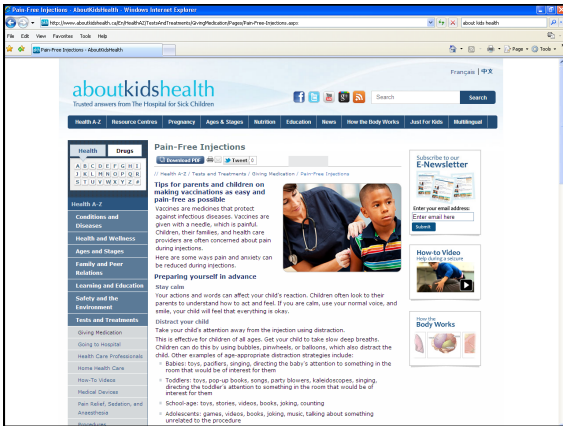 Pain-Free Injections - AboutKidsHealth - Windows Internet Explorer
http://www.aboutkidshealth.ca/En/HealthAZ/TestsAndTreatments/GivingMedication/Pages/Pain-Free-Injections.aspx
about kids health
File Edit View Favorites Tools Help
Pain-Free Injections - AboutKidsHealth
Page Tools
Français | 中文
aboutkidshealth
Trusted answers from The Hospital for Sick Children
Search
Search
Health A-Z Resource Centres Pregnancy Ages & Stages Nutrition Education News How the Body Works Just For Kids Multilingual
Health Drugs
A B C D E F G H I
J K L M N O P Q R
S T U V W X Y Z #
Health A-Z
Conditions and
Diseases
Health and Wellness
Ages and Stages
Family and Peer
Relations
Learning and Education
Safety and the
Environment
Tests and Treatments
Giving Medication
Going to Hospital
Health Care Professionals
Home Health Care
How-To Videos
Medical Devices
Pain Relief, Sedation, and
Anaesthesia
Procedures
Pain-Free Injections
Download PDF
Tweet 0
// Health A-Z / Tests and Treatments / Giving Medication / Pain-Free Injections
Tips for parents and children on
making vaccinations as easy and
pain-free as possible
Vaccines are medicines that protect
against infectious diseases. Vaccines are
given with a needle, which is painful.
Children, their families, and health care
providers are often concerned about pain
during injections.
Here are some ways pain and anxiety can
be reduced during injections.
Preparing yourself in advance
Stay calm
Your actions and words can affect your child's reaction. Children often look to their
parents to understand how to act and feel. If you are calm, use your normal voice, and
smile, your child will feel that everything is okay.
Distract your child
Take your child's attention away from the injection using distraction.
This is effective for children of all ages. Get your child to take slow deep breaths.
Children can do this by using bubbles, pinwheels, or balloons, which also distract the
child. Other examples of age-appropriate distraction strategies include:
Babies: toys, pacifiers, singing, directing the baby's attention to something in the
room that would be of interest for them
Toddlers: toys, pop-up books, songs, party blowers, kaleidoscopes, singing,
directing the toddler's attention to something in the room that would be of
interest for them
School-age: toys, stories, videos, books, joking, counting
Adolescents: games, videos, books, joking, music, talking about something
unrelated to the procedure
Subscribe to our
E-Newsletter
Enter your email address:
Enter email here
Submit
How-to Video
Help during a seizure
How the
Body Works